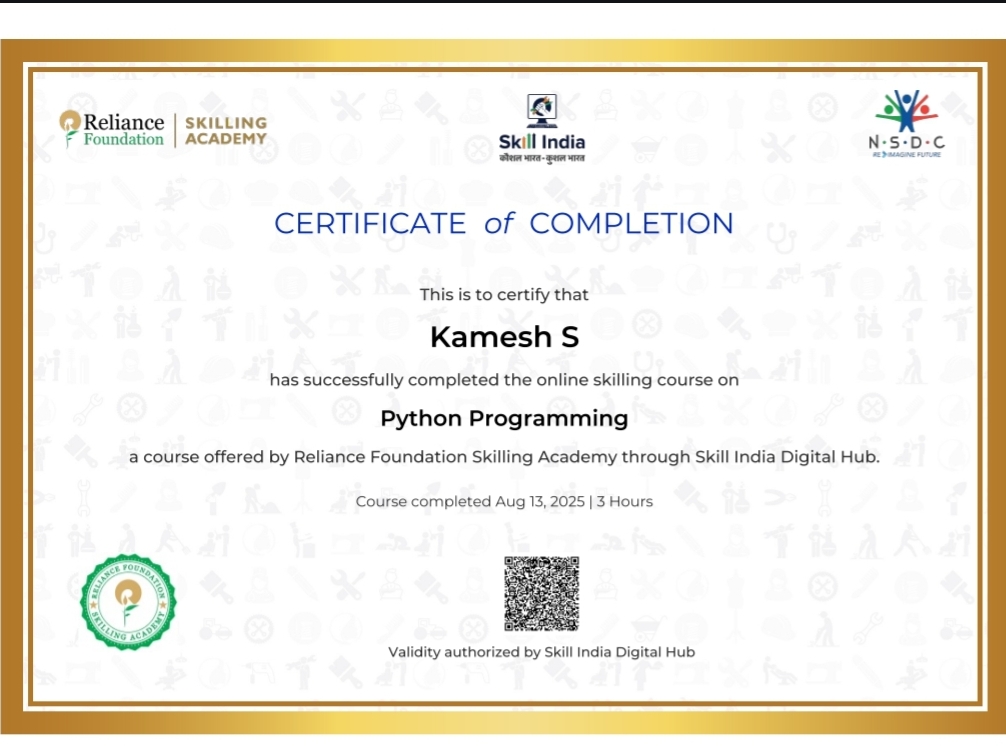 Reliance
Foundation
SKILLING
ACADEMY
Skill India
कौशल भारत-कुशल भारत
N·S·D·C
RE IMAGINE FUTURE
CERTIFICATE of COMPLETION
This is to certify that
Kamesh S
has successfully completed the online skilling course on
Python Programming
a course offered by Reliance Foundation Skilling Academy through Skill India Digital Hub.
Course completed Aug 13, 2025 | 3 Hours
RELIANCE FOUNDATION
SKILLING ACADEMY
Validity authorized by Skill India Digital Hub